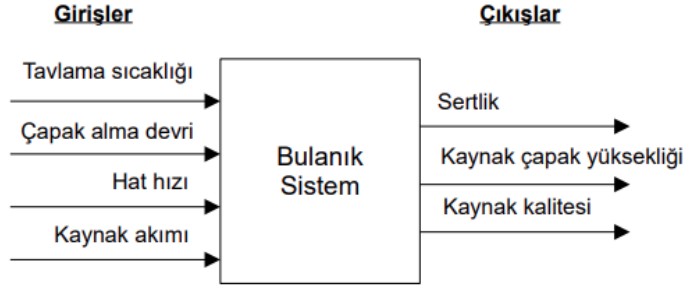 Girişler
Çıkışlar
Tavlama sıcaklığı
Çapak alma devri
Hat hızı
Kaynak akımı
Bulanık
Sistem
Sertlik
Kaynak çapak yüksekliği
Kaynak kalitesi